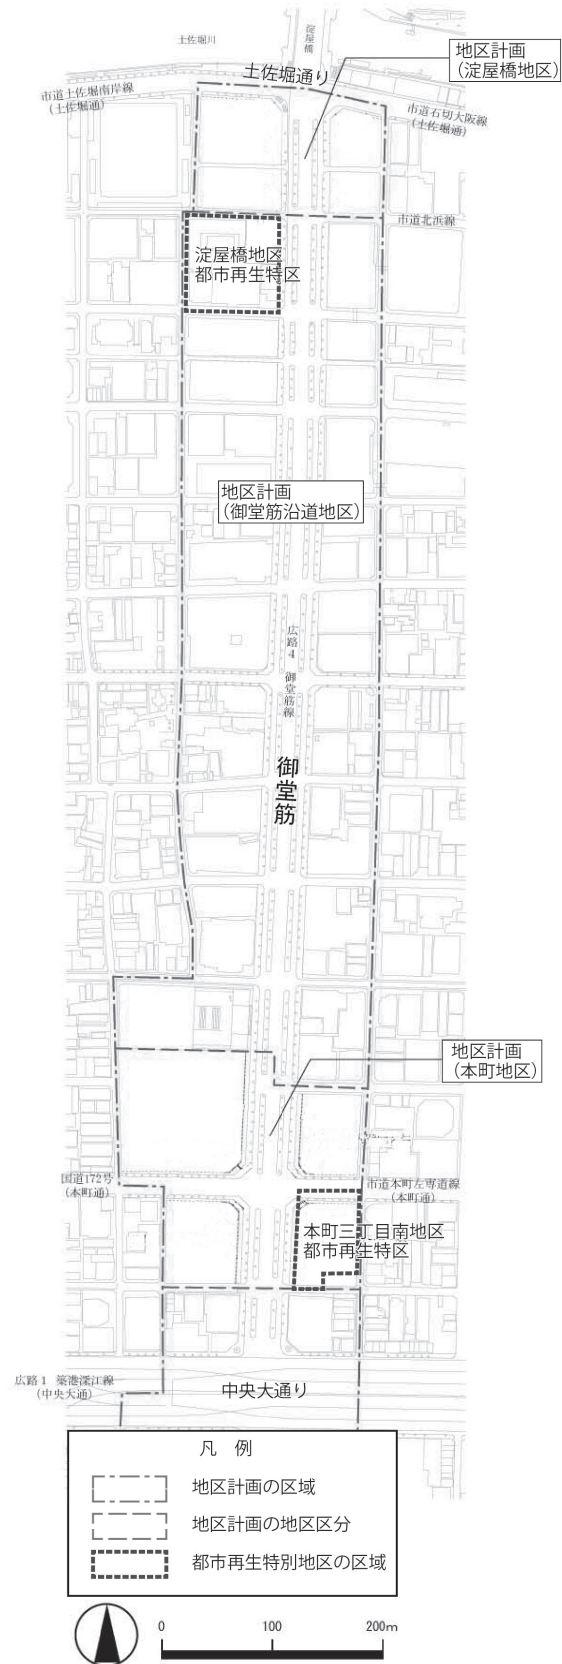 淀屋橋
土佐堀川
地区計画
(淀屋橋地区)
土佐堀通り
市道土佐堀南岸線
(土佐堀通)
市道石切大阪線
(土佐堀通)
市道北浜線
淀屋橋地区
都市再生特区
地区計画
(御堂筋沿道地区)
広路4 御堂筋線
御堂筋
地区計画
(本町地区)
国道172号
(本町通)
市道本町左専道線
(本町通)
本町三丁目南地区
都市再生特区
広路1 築港深江線
(中央大通)
中央大通り
凡 例
地区計画の区域
地区計画の地区区分
都市再生特別地区の区域
0 100 200m